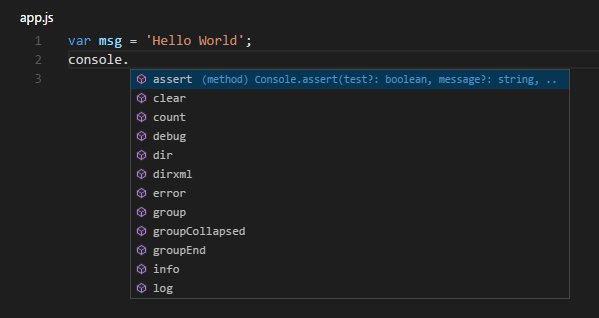 app.js
1 var msg = 'Hello World';
2 console.
3
assert (method) Console.assert(test?: boolean, message?: string, ..
clear
count
debug
dir
dirxml
error
group
groupCollapsed
groupEnd
info
log